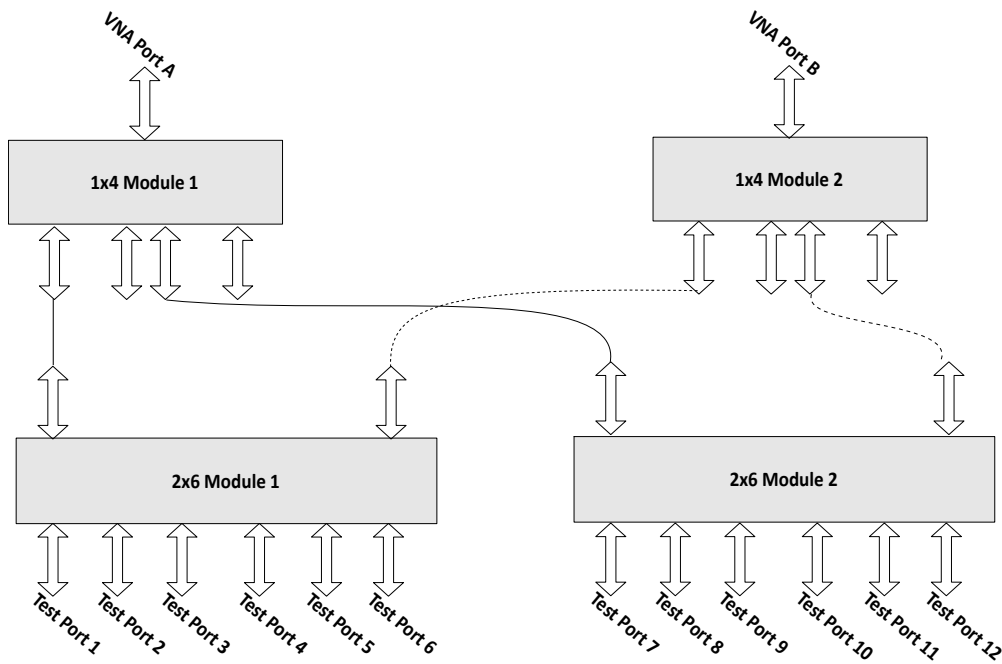 VNA Port A
VNA Port B
1x4 Module 1
1x4 Module 2
2x6 Module 1
2x6 Module 2
Test Port 1
Test Port 2
Test Port 3
Test Port 4
Test Port 5
Test Port 6
Test Port 7
Test Port 8
Test Port 9
Test Port 10
Test Port 11
Test Port 12